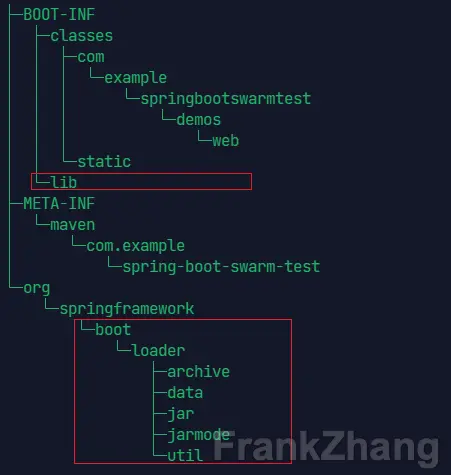 BOOT-INF
classes
com
example
springbootswarmtest
demos
web
static
lib
META-INF
maven
com.example
spring-boot-swarm-test
org
springframework
boot
loader
archive
data
jar
jarmode
util
FrankZhang